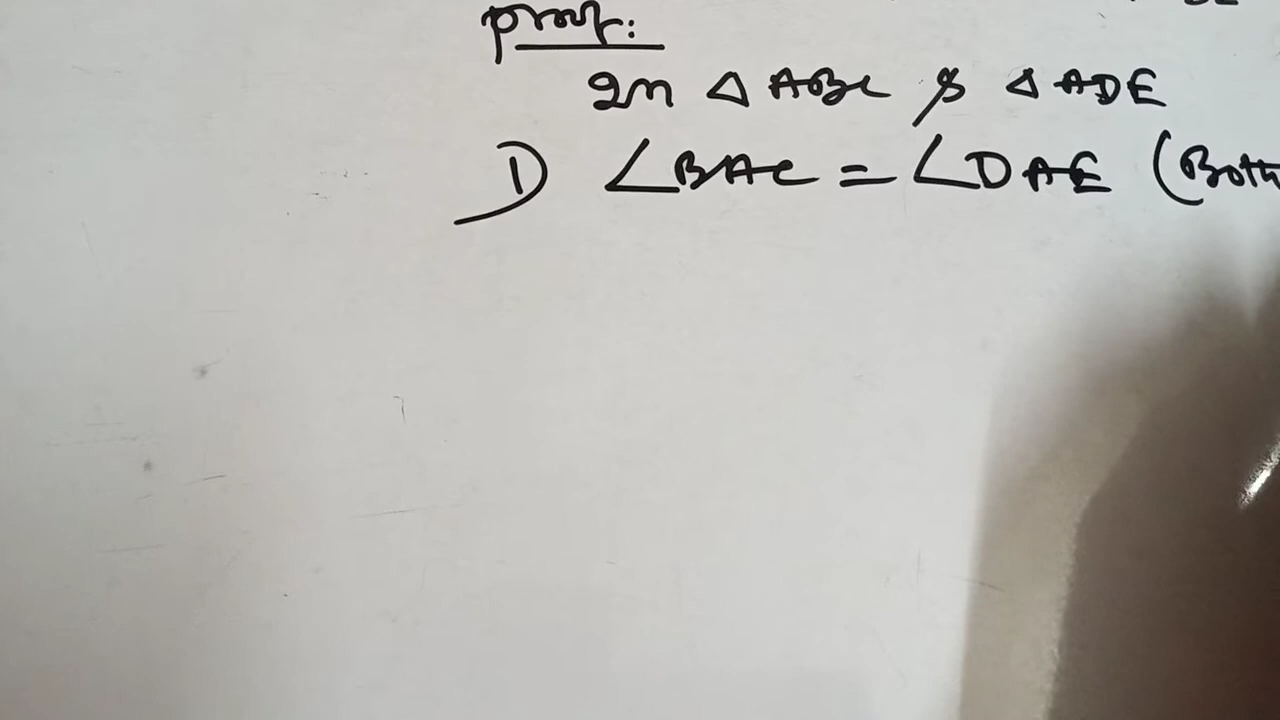 proof:
In △ ABC & △ ADE
1) ∠BAC = ∠DAE (Both